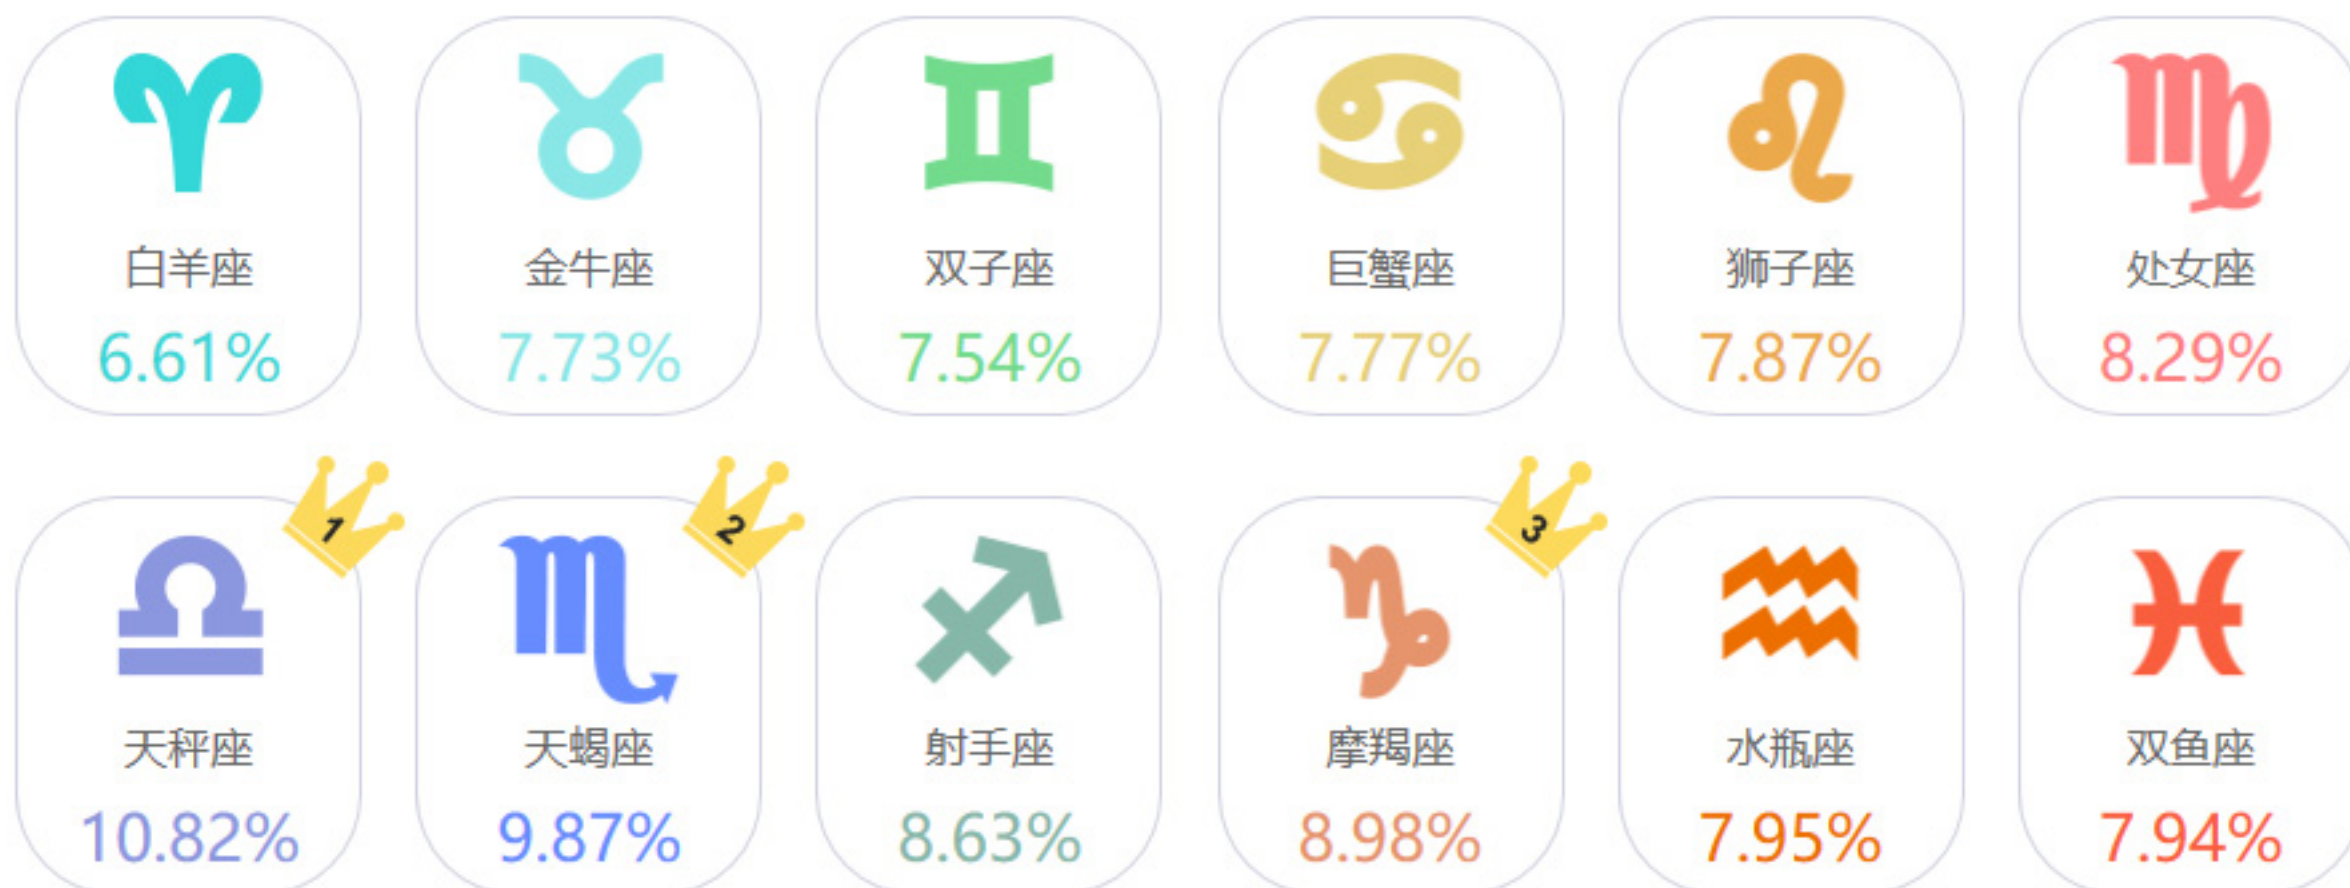 白羊座 金牛座 双子座 巨蟹座 狮子座 处女座
6.61% 7.73% 7.54% 7.77% 7.87% 8.29%
1 2 3
天秤座 天蝎座 射手座 摩羯座 水瓶座 双鱼座
10.82% 9.87% 8.63% 8.98% 7.95% 7.94%